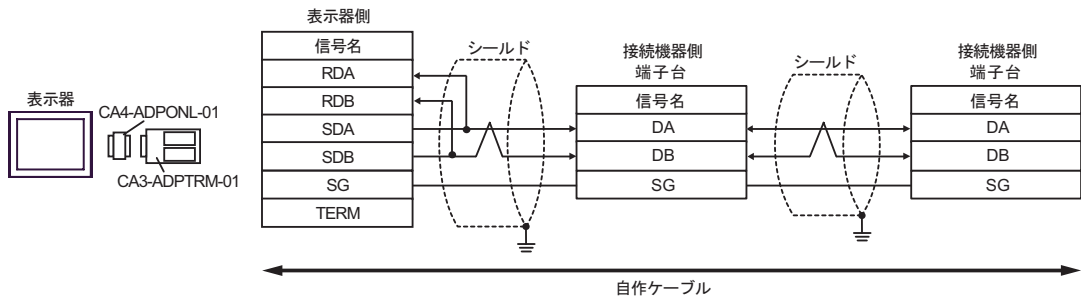 表示器
CA4-ADPONL-01
CA3-ADPTRM-01
表示器側
信号名
RDA
RDB
SDA
SDB
SG
TERM
シールド
接続機器側
端子台
信号名
DA
DB
SG
シールド
接続機器側
端子台
信号名
DA
DB
SG
自作ケーブル